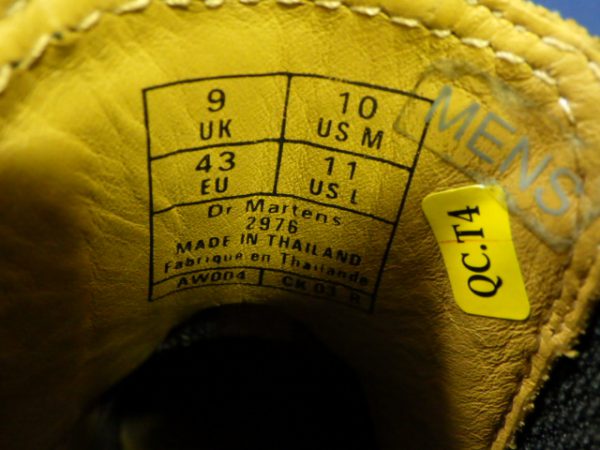 9 10
UK US M
43 11
EU US L
Dr Martens
2976
MADE IN THAILAND
Fabriqué en Thaïlande
AW004 CK 03 R
MENS
QC.T4